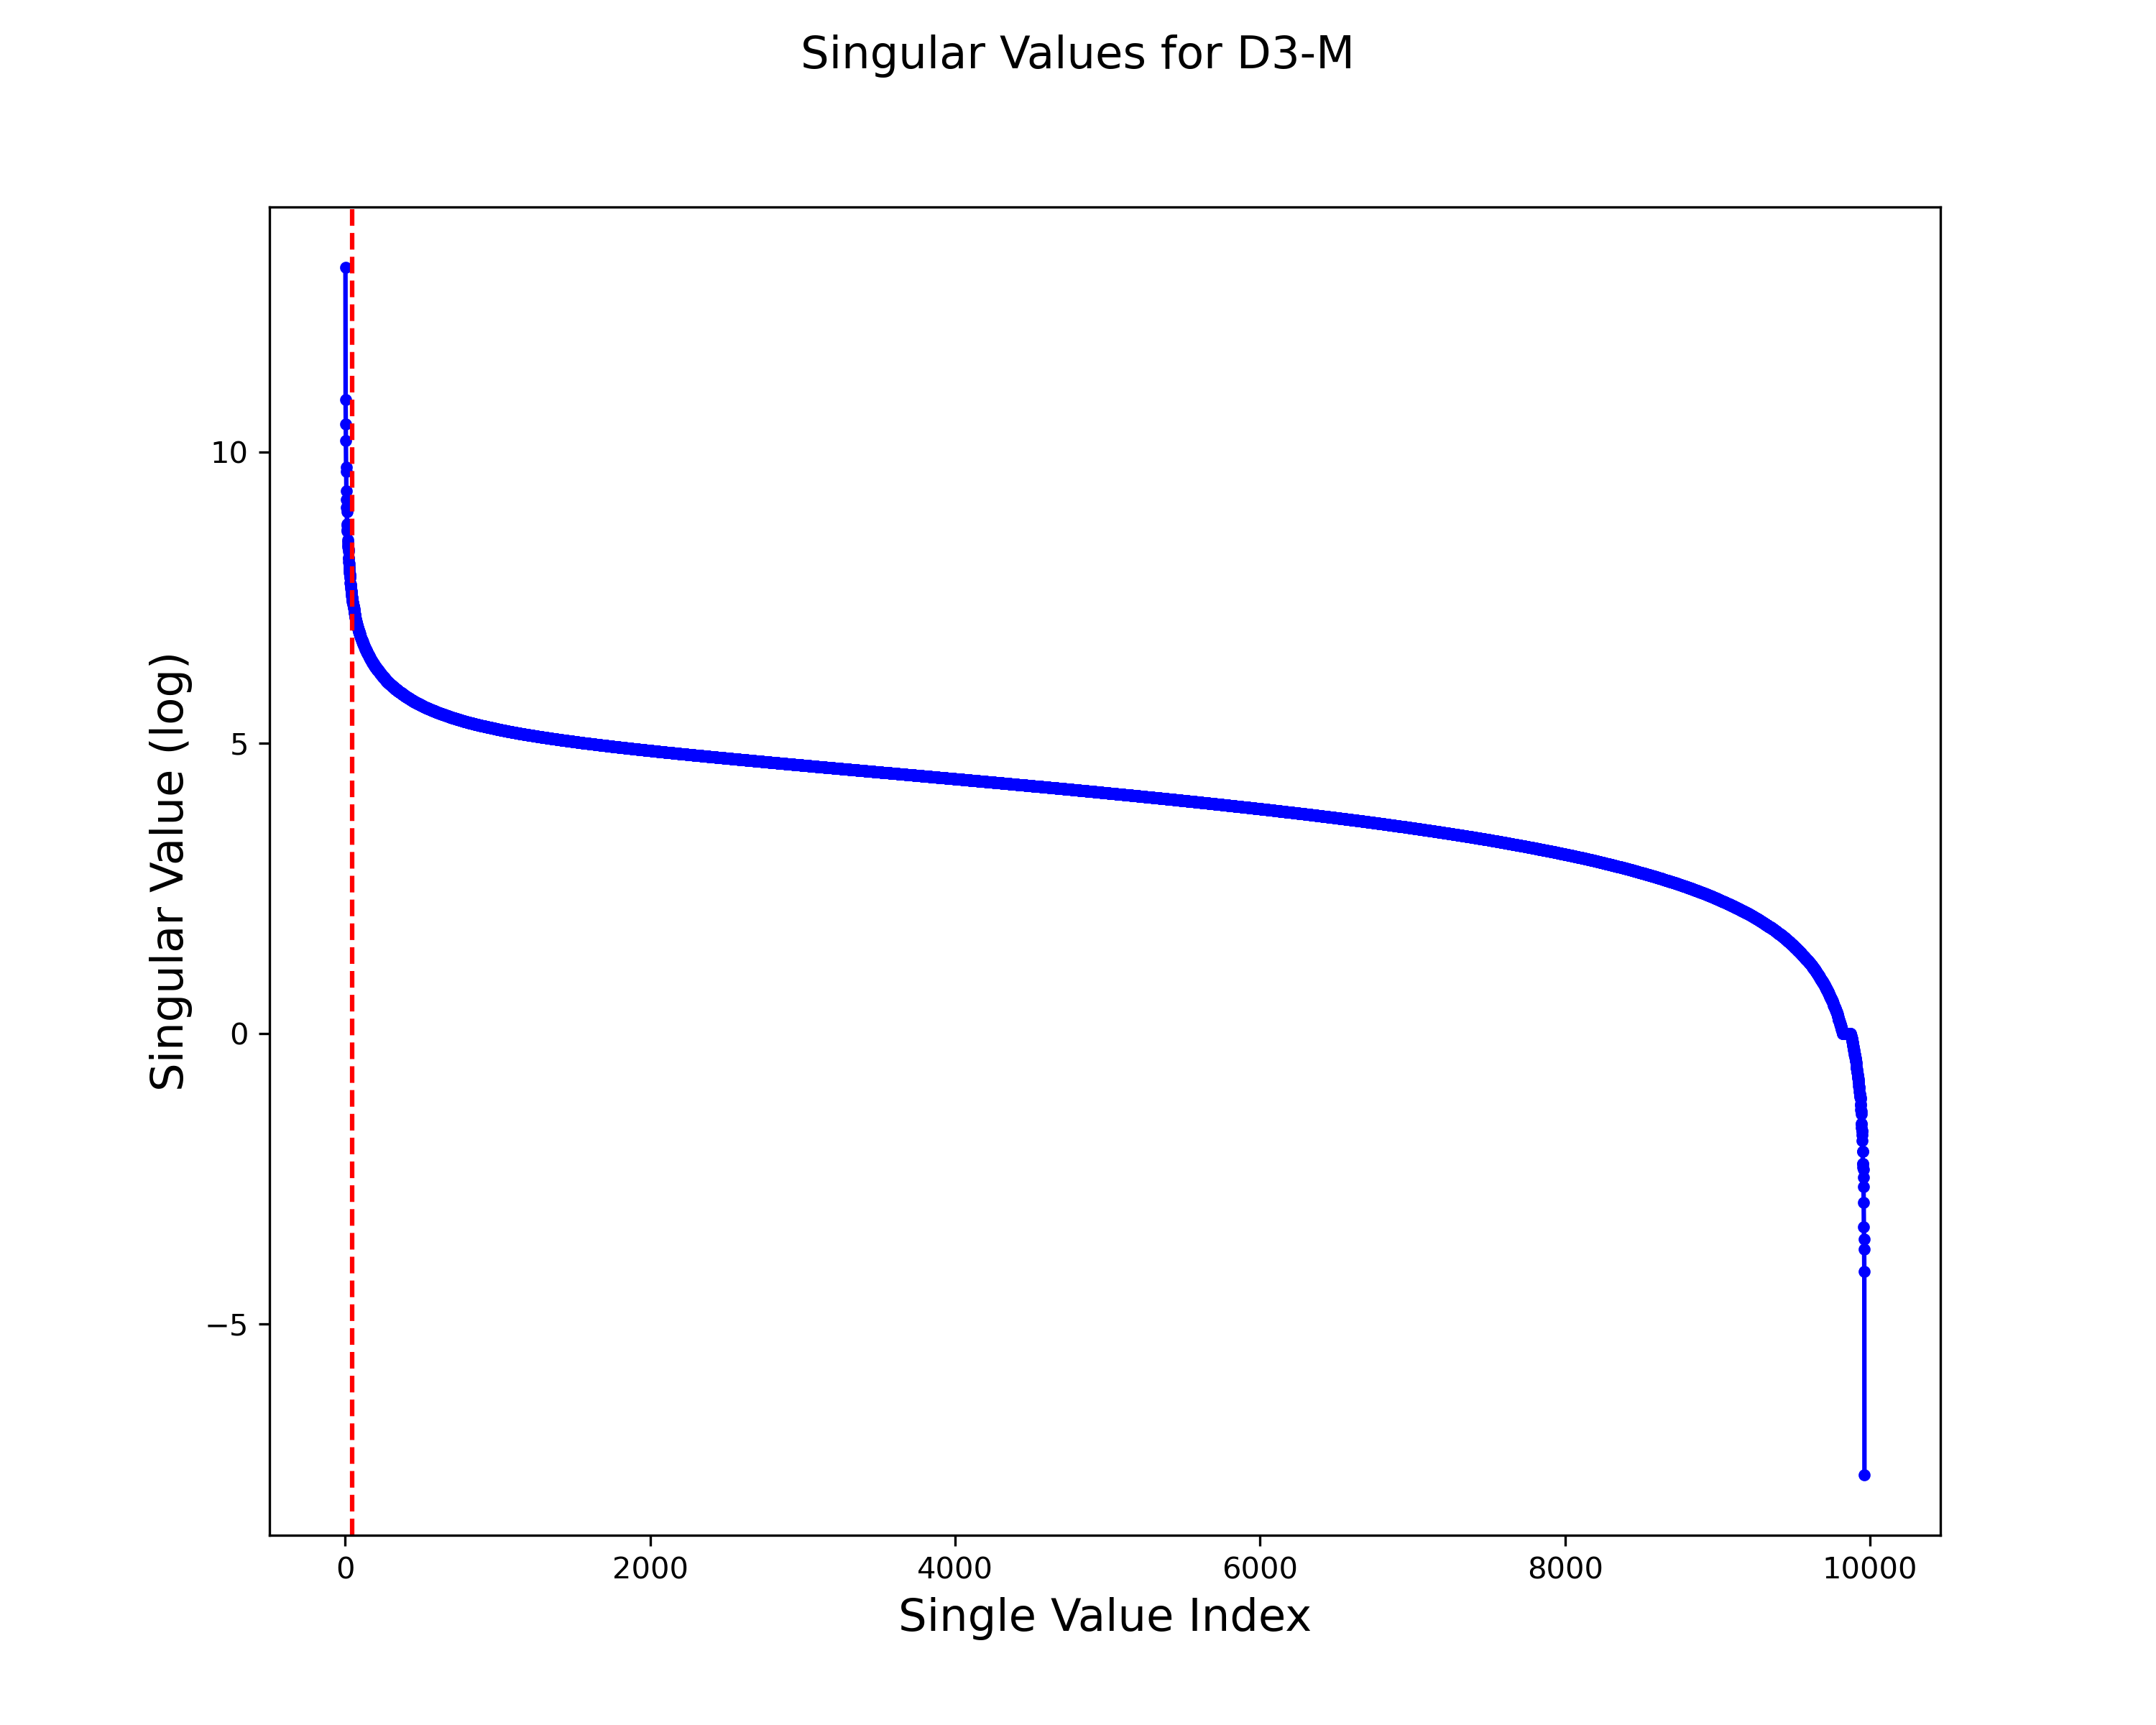 Singular Values for D3-M
10
5
0
−5
Singular Value (log)
0 2000 4000 6000 8000 10000
Single Value Index